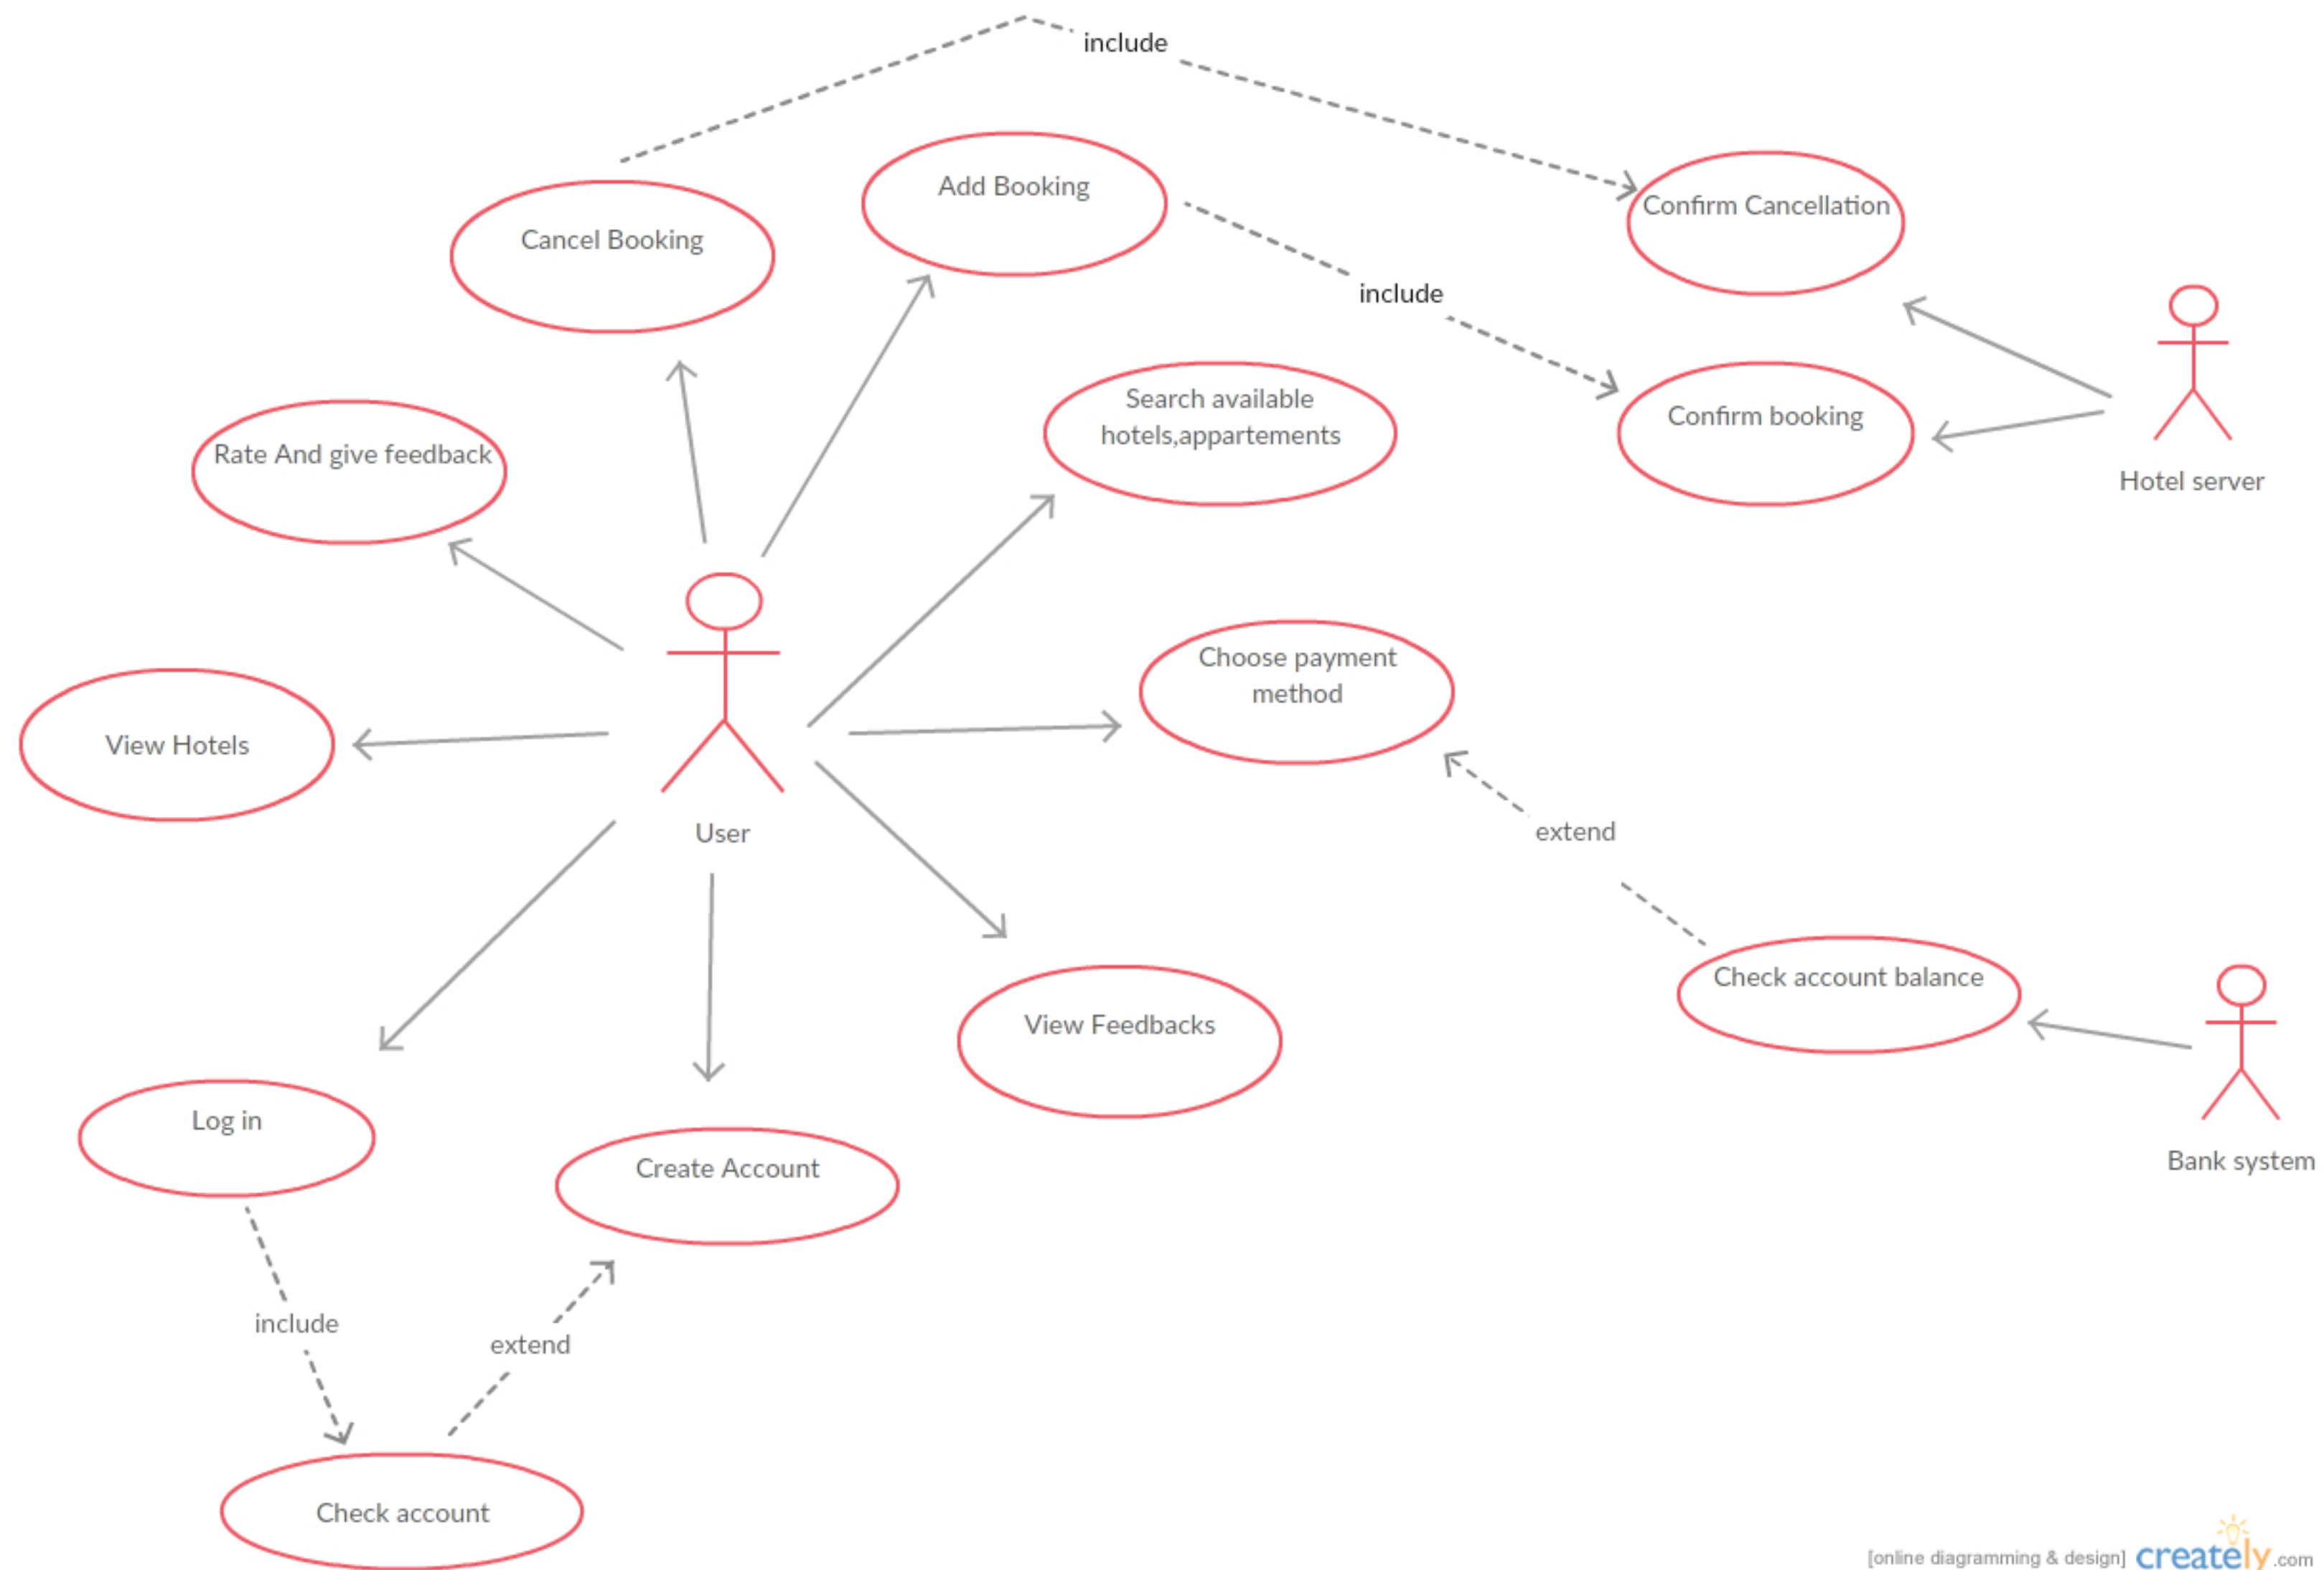 include
Add Booking
Confirm Cancellation
Cancel Booking
include
Search available
hotels,appartements
Confirm booking
Rate And give feedback
Hotel server
Choose payment
method
View Hotels
User
extend
Check account balance
View Feedbacks
Log in
Create Account
Bank system
include
extend
Check account
[online diagramming & design] creately.com